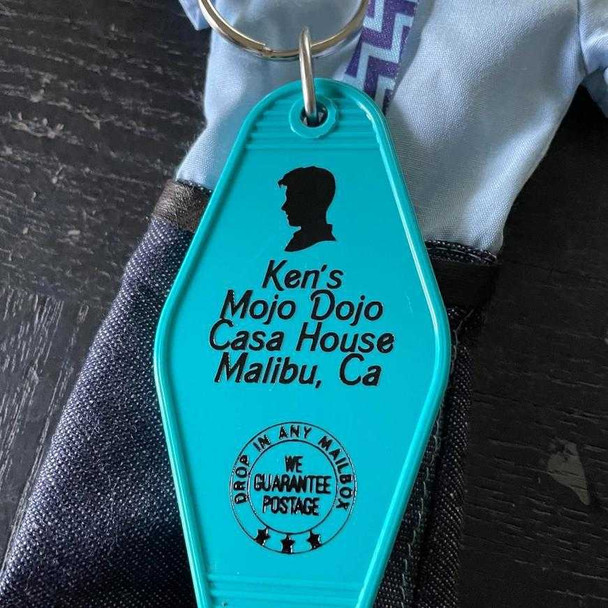 Ken's
Mojo Dojo
Casa House
Malibu, Ca
DROP IN ANY MAILBOX
WE
GUARANTEE
POSTAGE